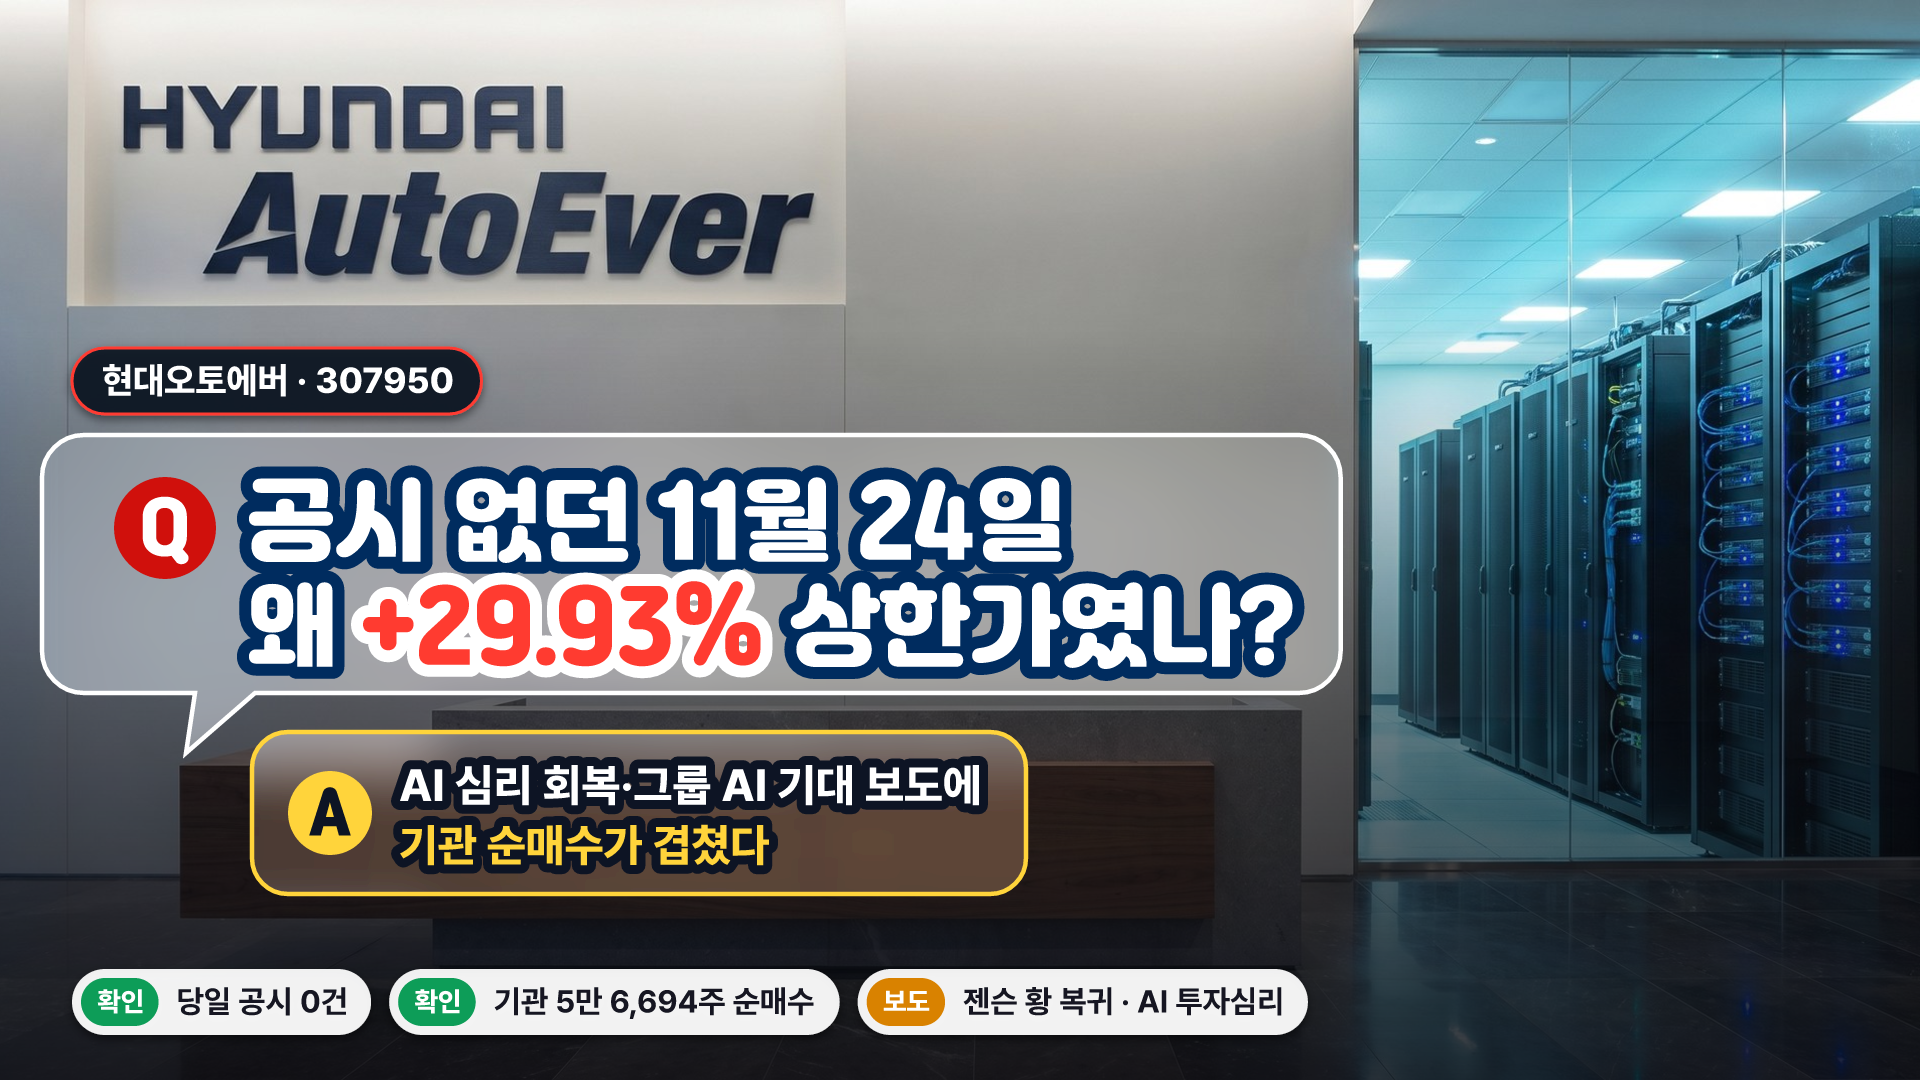 HYUNDAI
AutoEver
현대오토에버 · 307950
Q 공시 없던 11월 24일
왜 +29.93% 상한가였나?
A AI 심리 회복·그룹 AI 기대 보도에
기관 순매수가 겹쳤다
확인 당일 공시 0건
확인 기관 5만 6,694주 순매수
보도 젠슨 황 복귀 · AI 투자심리